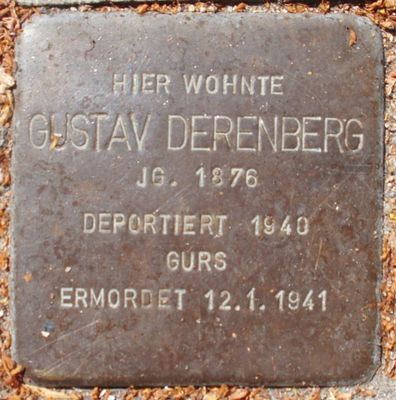 HIER WOHNTE
GUSTAV DERENBERG
JG. 1876
DEPORTIERT 1940
GURS
ERMORDET 12.1.1941